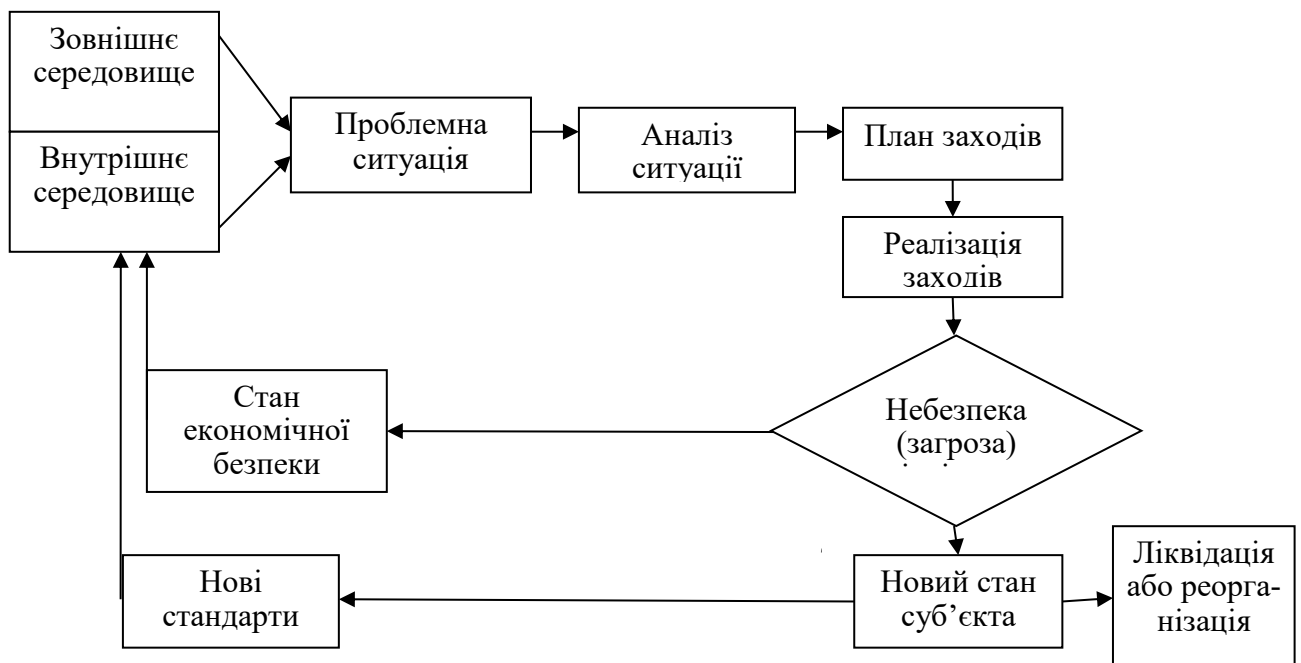 Зовнішнє
середовище
Внутрішнє
середовище
Проблемна
ситуація
Аналіз
ситуації
План заходів
Реалізація
заходів
Небезпека
(загроза)
Стан
економічної
безпеки
Новий стан
суб’єкта
Ліквідація
або реорга-
нізація
Нові
стандарти